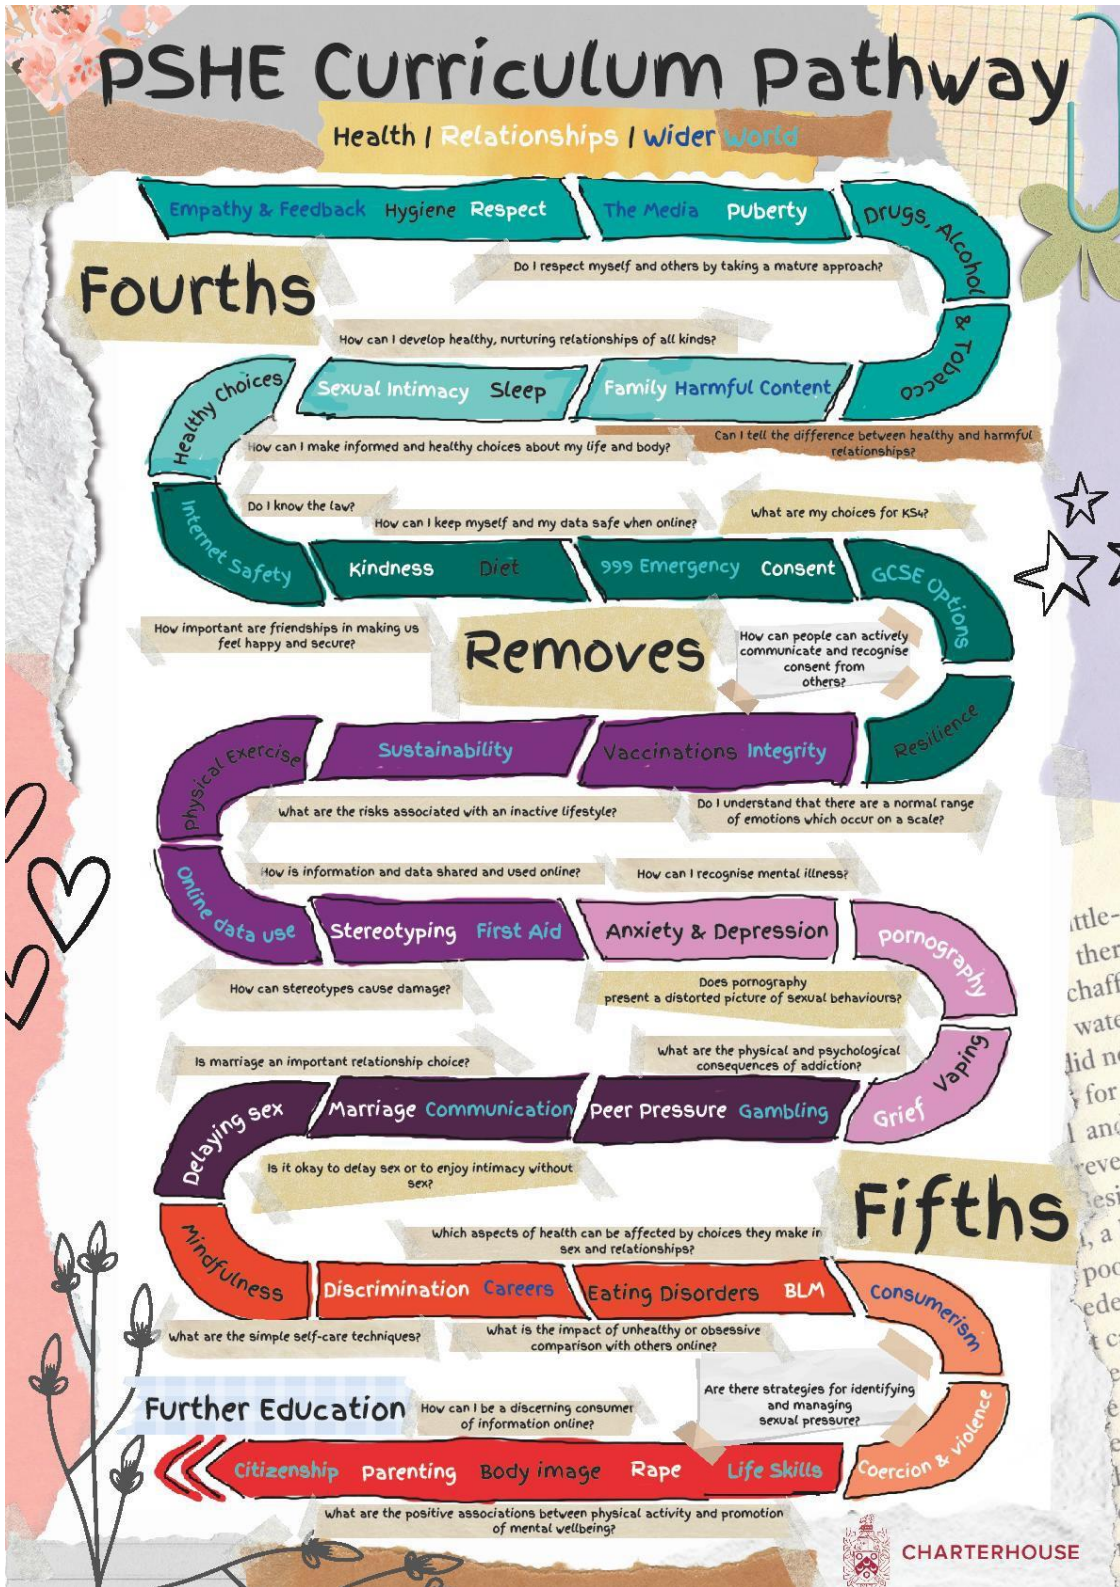 PSHE Curriculum Pathway
Health | Relationships | Wider World
Empathy & Feedback Hygiene Respect The Media Puberty Drugs, Alcohol
& Tobacco
Do I respect myself and others by taking a mature approach?
Fourths
How can I develop healthy, nurturing relationships of all kinds?
Healthy Choices Sexual Intimacy Sleep Family Harmful Content
How can I make informed and healthy choices about my life and body?
Can I tell the difference between healthy and harmful
relationships?
Do I know the law?
How can I keep myself and my data safe when online?
What are my choices for KS4?
Internet Safety Kindness Diet 999 Emergency Consent GCSE Options
How important are friendships in making us
feel happy and secure?
Removes
How can people can actively
communicate and recognise
consent from
others?
Resilience
Physical Exercise Sustainability Vaccinations Integrity
What are the risks associated with an inactive lifestyle?
Do I understand that there are a normal range
of emotions which occur on a scale?
How is information and data shared and used online?
How can I recognise mental illness?
Online data use Stereotyping First Aid Anxiety & Depression Pornography
How can stereotypes cause damage?
Does pornography
present a distorted picture of sexual behaviours?
Is marriage an important relationship choice?
What are the physical and psychological
consequences of addiction?
Delaying sex Marriage Communication Peer Pressure Gambling Grief Vaping
Is it okay to delay sex or to enjoy intimacy without
sex?
Fifths
Which aspects of health can be affected by choices they make in
sex and relationships?
Mindfulness Discrimination Careers Eating Disorders BLM Consumerism
What are the simple self-care techniques?
What is the impact of unhealthy or obsessive
comparison with others online?
Are there strategies for identifying
and managing
sexual pressure?
Further Education
How can I be a discerning consumer
of information online?
Citizenship Parenting Body image Rape Life Skills Coercion & violence
What are the positive associations between physical activity and promotion
of mental wellbeing?
CHARTERHOUSE